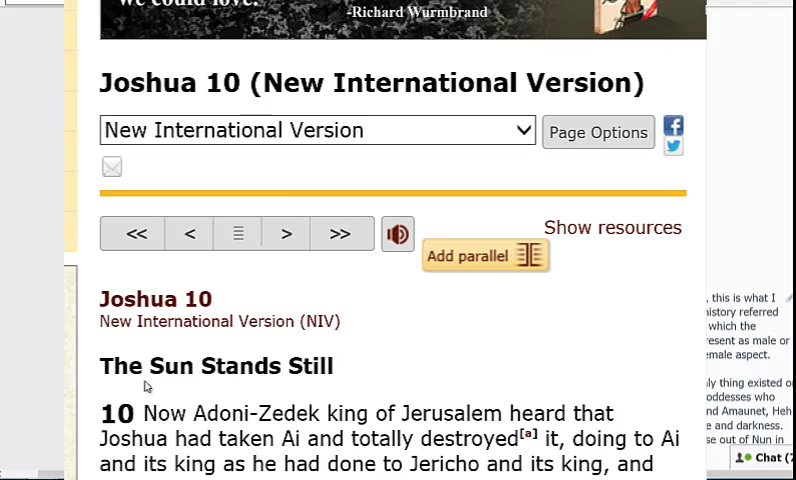 we could love."
-Richard Wurmbrand
Joshua 10 (New International Version)
New International Version
Page Options
<<
<
>
>>
Show resources
Add parallel
Joshua 10
New International Version (NIV)
The Sun Stands Still
10 Now Adoni-Zedek king of Jerusalem heard that
Joshua had taken Ai and totally destroyed[a] it, doing to Ai
and its king as he had done to Jericho and its king, and
, this is what I
history referred
which the
resent as male or
emale aspect.
ly thing existed or
oddesses who
nd Amaunet, Heh
e and darkness.
se out of Nun in
Chat (